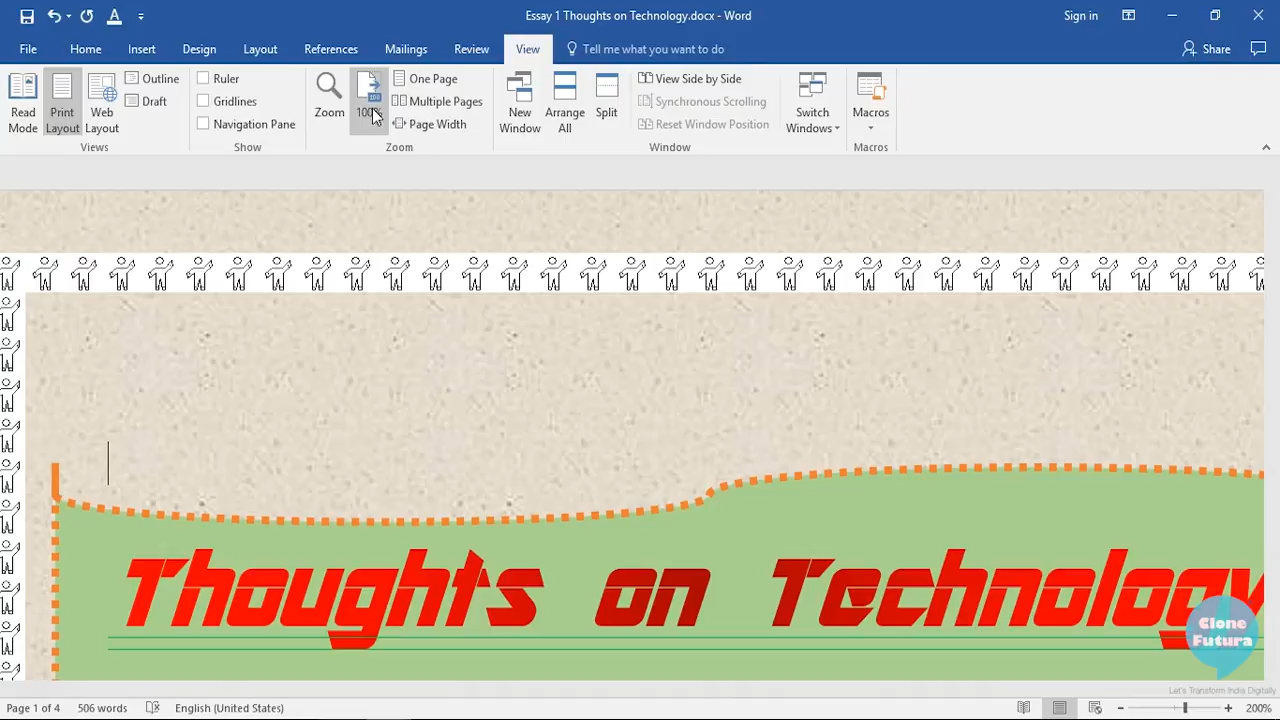 Essay 1 Thoughts on Technology.docx - Word
Sign in
File Home Insert Design Layout References Mailings Review View Tell me what you want to do Share
Read Mode
Print Layout
Web Layout
Outline
Draft
Views
Ruler
Gridlines
Navigation Pane
Show
Zoom
100%
One Page
Multiple Pages
Page Width
Zoom
New Window
Arrange All
Split
View Side by Side
Synchronous Scrolling
Reset Window Position
Window
Switch Windows
Macros
Macros
Thoughts on Technology
Clone
Futura
Let's Transform India Digitally
Page 1 of 4 506 words English (United States) 200%